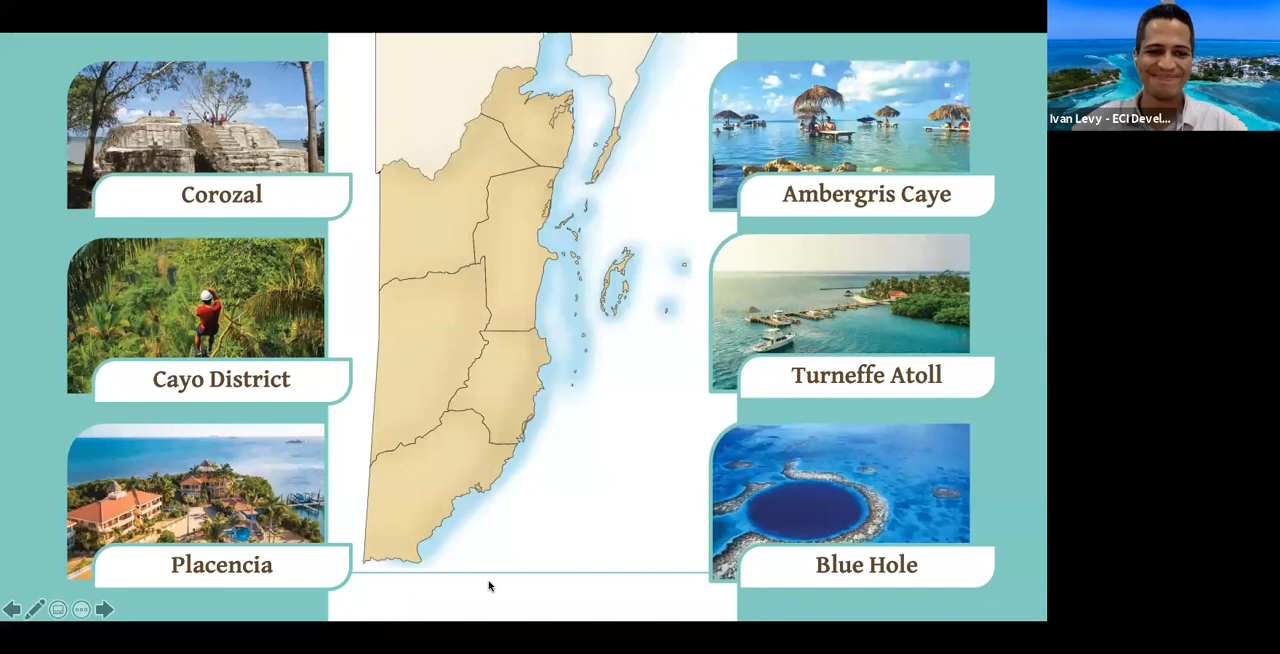 Corozal
Ambergris Caye
Cayo District
Turneffe Atoll
Placencia
Blue Hole
Ivan Levy - ECI Devel...